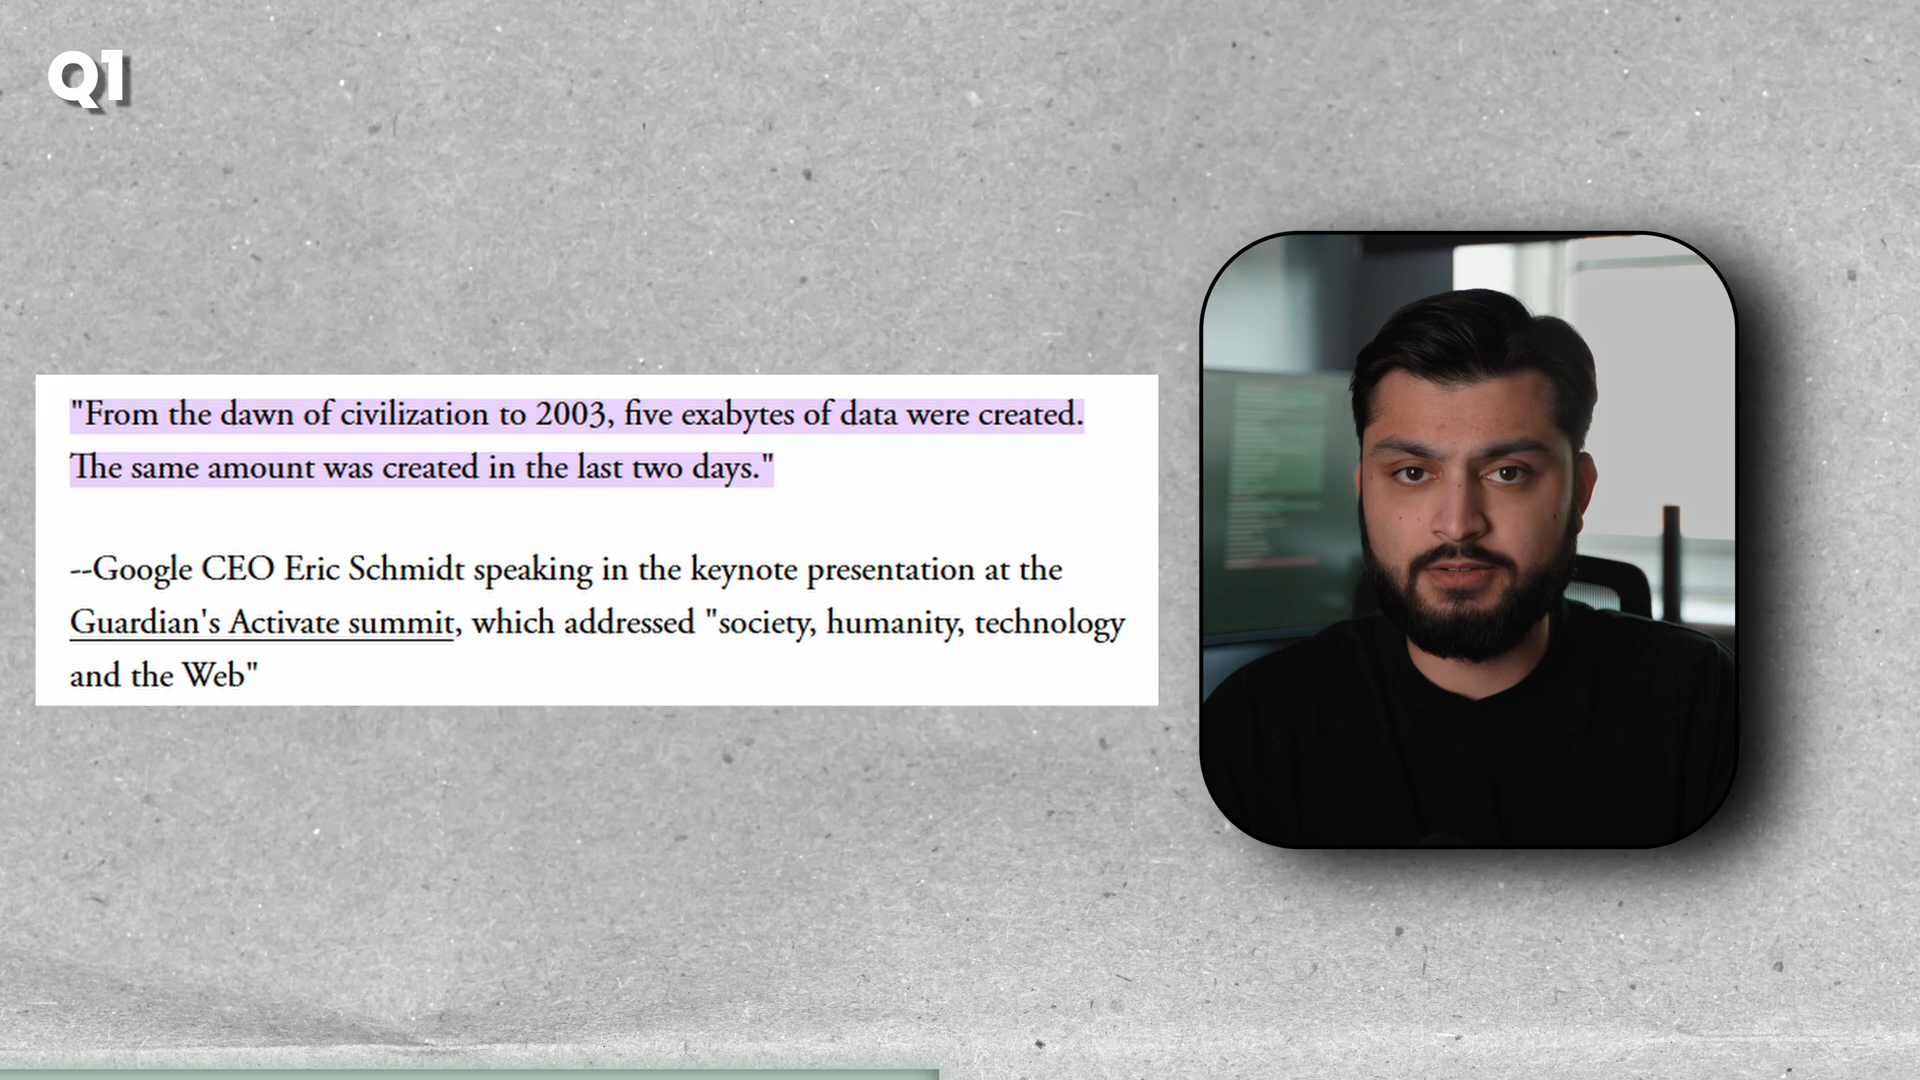 Q1
"From the dawn of civilization to 2003, five exabytes of data were created.
The same amount was created in the last two days."
--Google CEO Eric Schmidt speaking in the keynote presentation at the
Guardian's Activate summit, which addressed "society, humanity, technology
and the Web"